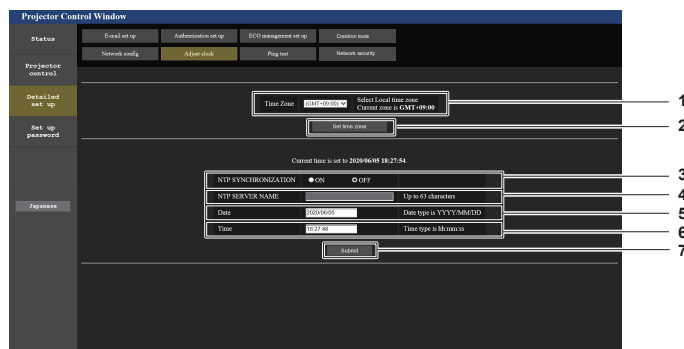 Projector Control Window
Status
E-mail set up
Authentication set up
ECO management set up
Crestron tools
Network config
Adjust clock
Ping test
Network security
Projector
control
Detailed
set up
Set up
password
Japanese
Time Zone
(GMT+09:00)
Select Local time zone
Current zone is GMT+09:00
1
Set time zone
2
Current time is set to 2020/06/05 18:27:54.
NTP SYNCHRONIZATION
ON
OFF
3
NTP SERVER NAME
Up to 63 characters
4
Date
2020/06/05
Date type is YYYY/MM/DD
5
Time
18:27:48
Time type is hh:mm:ss
6
Submit
7